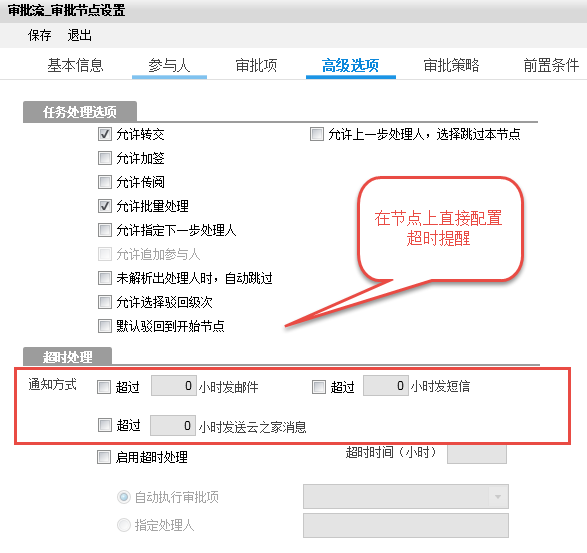 审批流_审批节点设置
保存 退出
基本信息 参与人 审批项 高级选项 审批策略 前置条件
任务处理选项
允许转交 允许上一步处理人，选择跳过本节点
允许加签
允许传阅
允许批量处理
允许指定下一步处理人
允许追加参与人
未解析出处理人时，自动跳过
允许选择驳回级次
默认驳回到开始节点
在节点上直接配置
超时提醒
超时处理
通知方式 超过 0 小时发邮件 超过 0 小时发短信
超过 0 小时发送云之家消息
启用超时处理 超时时间（小时）
自动执行审批项
指定处理人